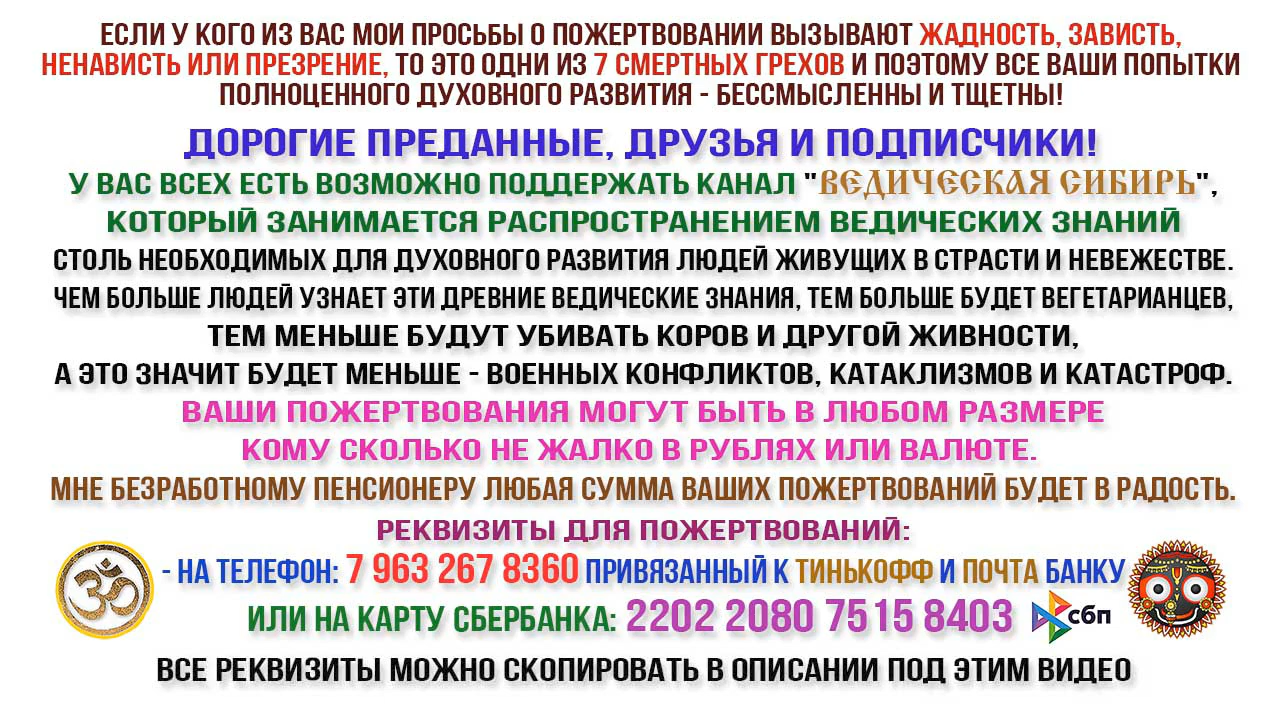 ЕСЛИ У КОГО ИЗ ВАС МОИ ПРОСЬБЫ О ПОЖЕРТВОВАНИИ ВЫЗЫВАЮТ ЖАДНОСТЬ, ЗАВИСТЬ,
НЕНАВИСТЬ ИЛИ ПРЕЗРЕНИЕ, ТО ЭТО ОДНИ ИЗ 7 СМЕРТНЫХ ГРЕХОВ И ПОЭТОМУ ВСЕ ВАШИ ПОПЫТКИ
ПОЛНОЦЕННОГО ДУХОВНОГО РАЗВИТИЯ - БЕССМЫСЛЕННЫ И ТЩЕТНЫ!
ДОРОГИЕ ПРЕДАННЫЕ, ДРУЗЬЯ И ПОДПИСЧИКИ!
У ВАС ВСЕХ ЕСТЬ ВОЗМОЖНО ПОДДЕРЖАТЬ КАНАЛ "ВЕДИЧЕСКАЯ СИБИРЬ",
КОТОРЫЙ ЗАНИМАЕТСЯ РАСПРОСТРАНЕНИЕМ ВЕДИЧЕСКИХ ЗНАНИЙ
СТОЛЬ НЕОБХОДИМЫХ ДЛЯ ДУХОВНОГО РАЗВИТИЯ ЛЮДЕЙ ЖИВУЩИХ В СТРАСТИ И НЕВЕЖЕСТВЕ.
ЧЕМ БОЛЬШЕ ЛЮДЕЙ УЗНАЕТ ЭТИ ДРЕВНИЕ ВЕДИЧЕСКИЕ ЗНАНИЯ, ТЕМ БОЛЬШЕ БУДЕТ ВЕГЕТАРИАНЦЕВ,
ТЕМ МЕНЬШЕ БУДУТ УБИВАТЬ КОРОВ И ДРУГОЙ ЖИВНОСТИ,
А ЭТО ЗНАЧИТ БУДЕТ МЕНЬШЕ - ВОЕННЫХ КОНФЛИКТОВ, КАТАКЛИЗМОВ И КАТАСТРОФ.
ВАШИ ПОЖЕРТВОВАНИЯ МОГУТ БЫТЬ В ЛЮБОМ РАЗМЕРЕ
КОМУ СКОЛЬКО НЕ ЖАЛКО В РУБЛЯХ ИЛИ ВАЛЮТЕ.
МНЕ БЕЗРАБОТНОМУ ПЕНСИОНЕРУ ЛЮБАЯ СУММА ВАШИХ ПОЖЕРТВОВАНИЙ БУДЕТ В РАДОСТЬ.
РЕКВИЗИТЫ ДЛЯ ПОЖЕРТВОВАНИЙ:
- НА ТЕЛЕФОН: 7 963 267 8360 ПРИВЯЗАННЫЙ К ТИНЬКОФФ И ПОЧТА БАНКУ
ИЛИ НА КАРТУ СБЕРБАНКА: 2202 2080 7515 8403 сбп
ВСЕ РЕКВИЗИТЫ МОЖНО СКОПИРОВАТЬ В ОПИСАНИИ ПОД ЭТИМ ВИДЕО
ॐ